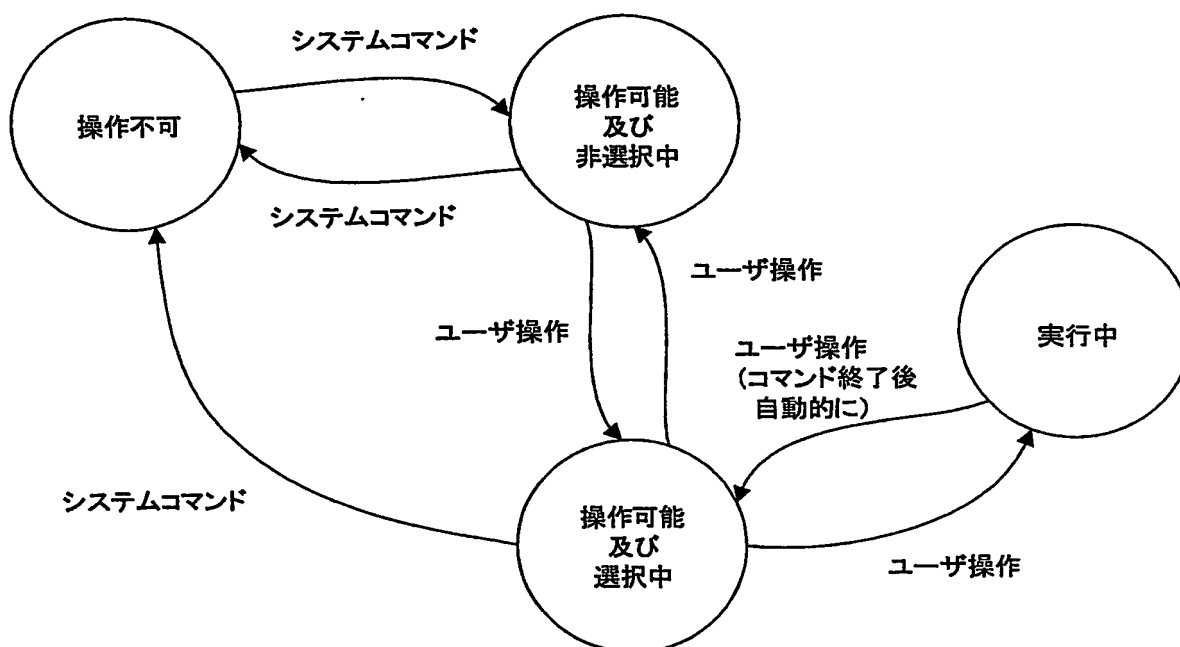 システムコマンド
操作不可
操作可能
及び
非選択中
システムコマンド
ユーザ操作
ユーザ操作
実行中
ユーザ操作
(コマンド終了後
自動的に)
システムコマンド
操作可能
及び
選択中
ユーザ操作